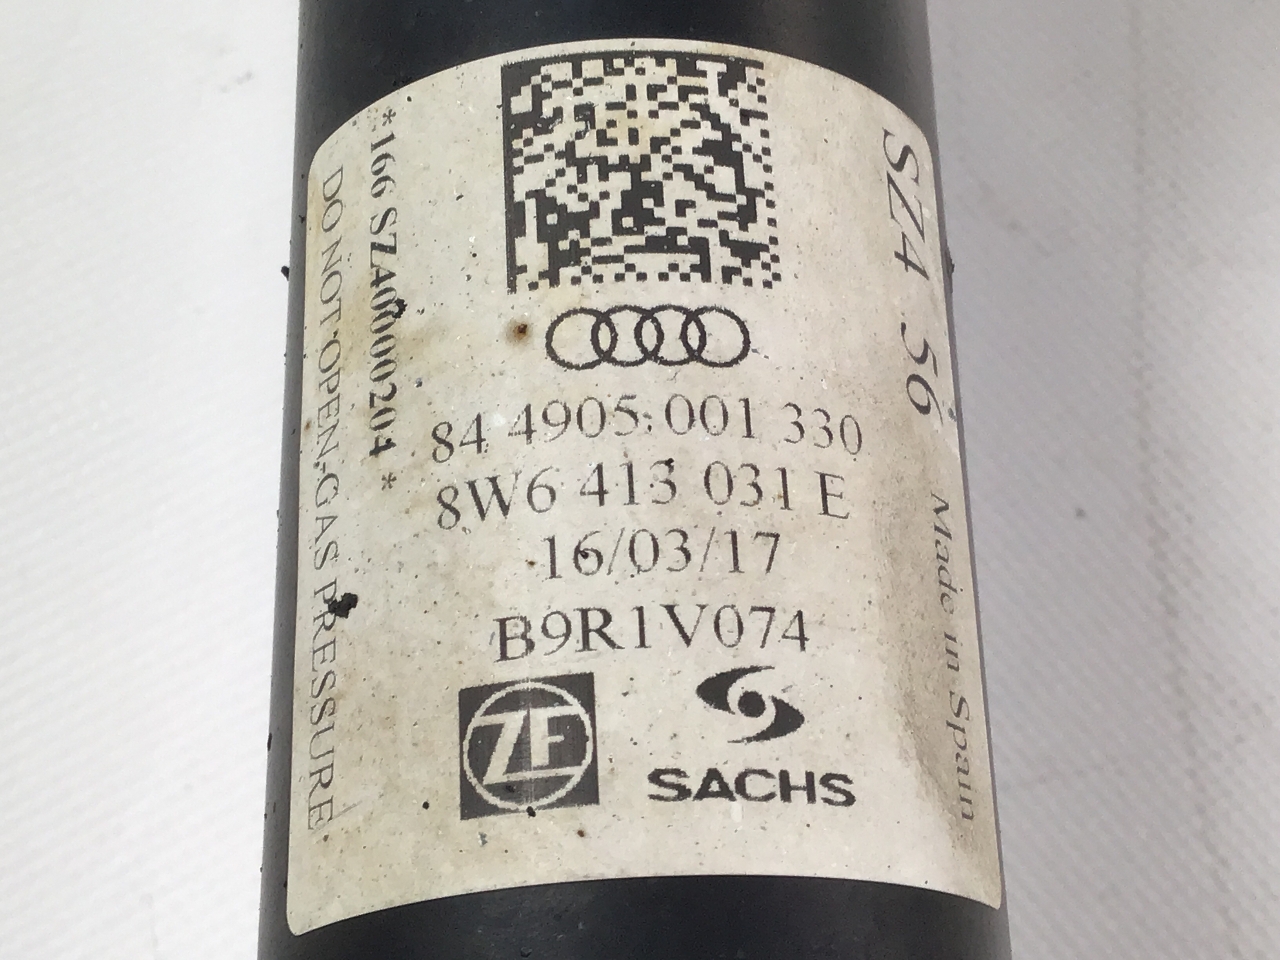 *166 SZ40000204 *
DO NOT OPEN-GAS PRESSURE
84 4905 001 330
8W6 413 031 E
16/03/17
B9R1V074
ZF
SACHS
SZ4 56
Made in Spain